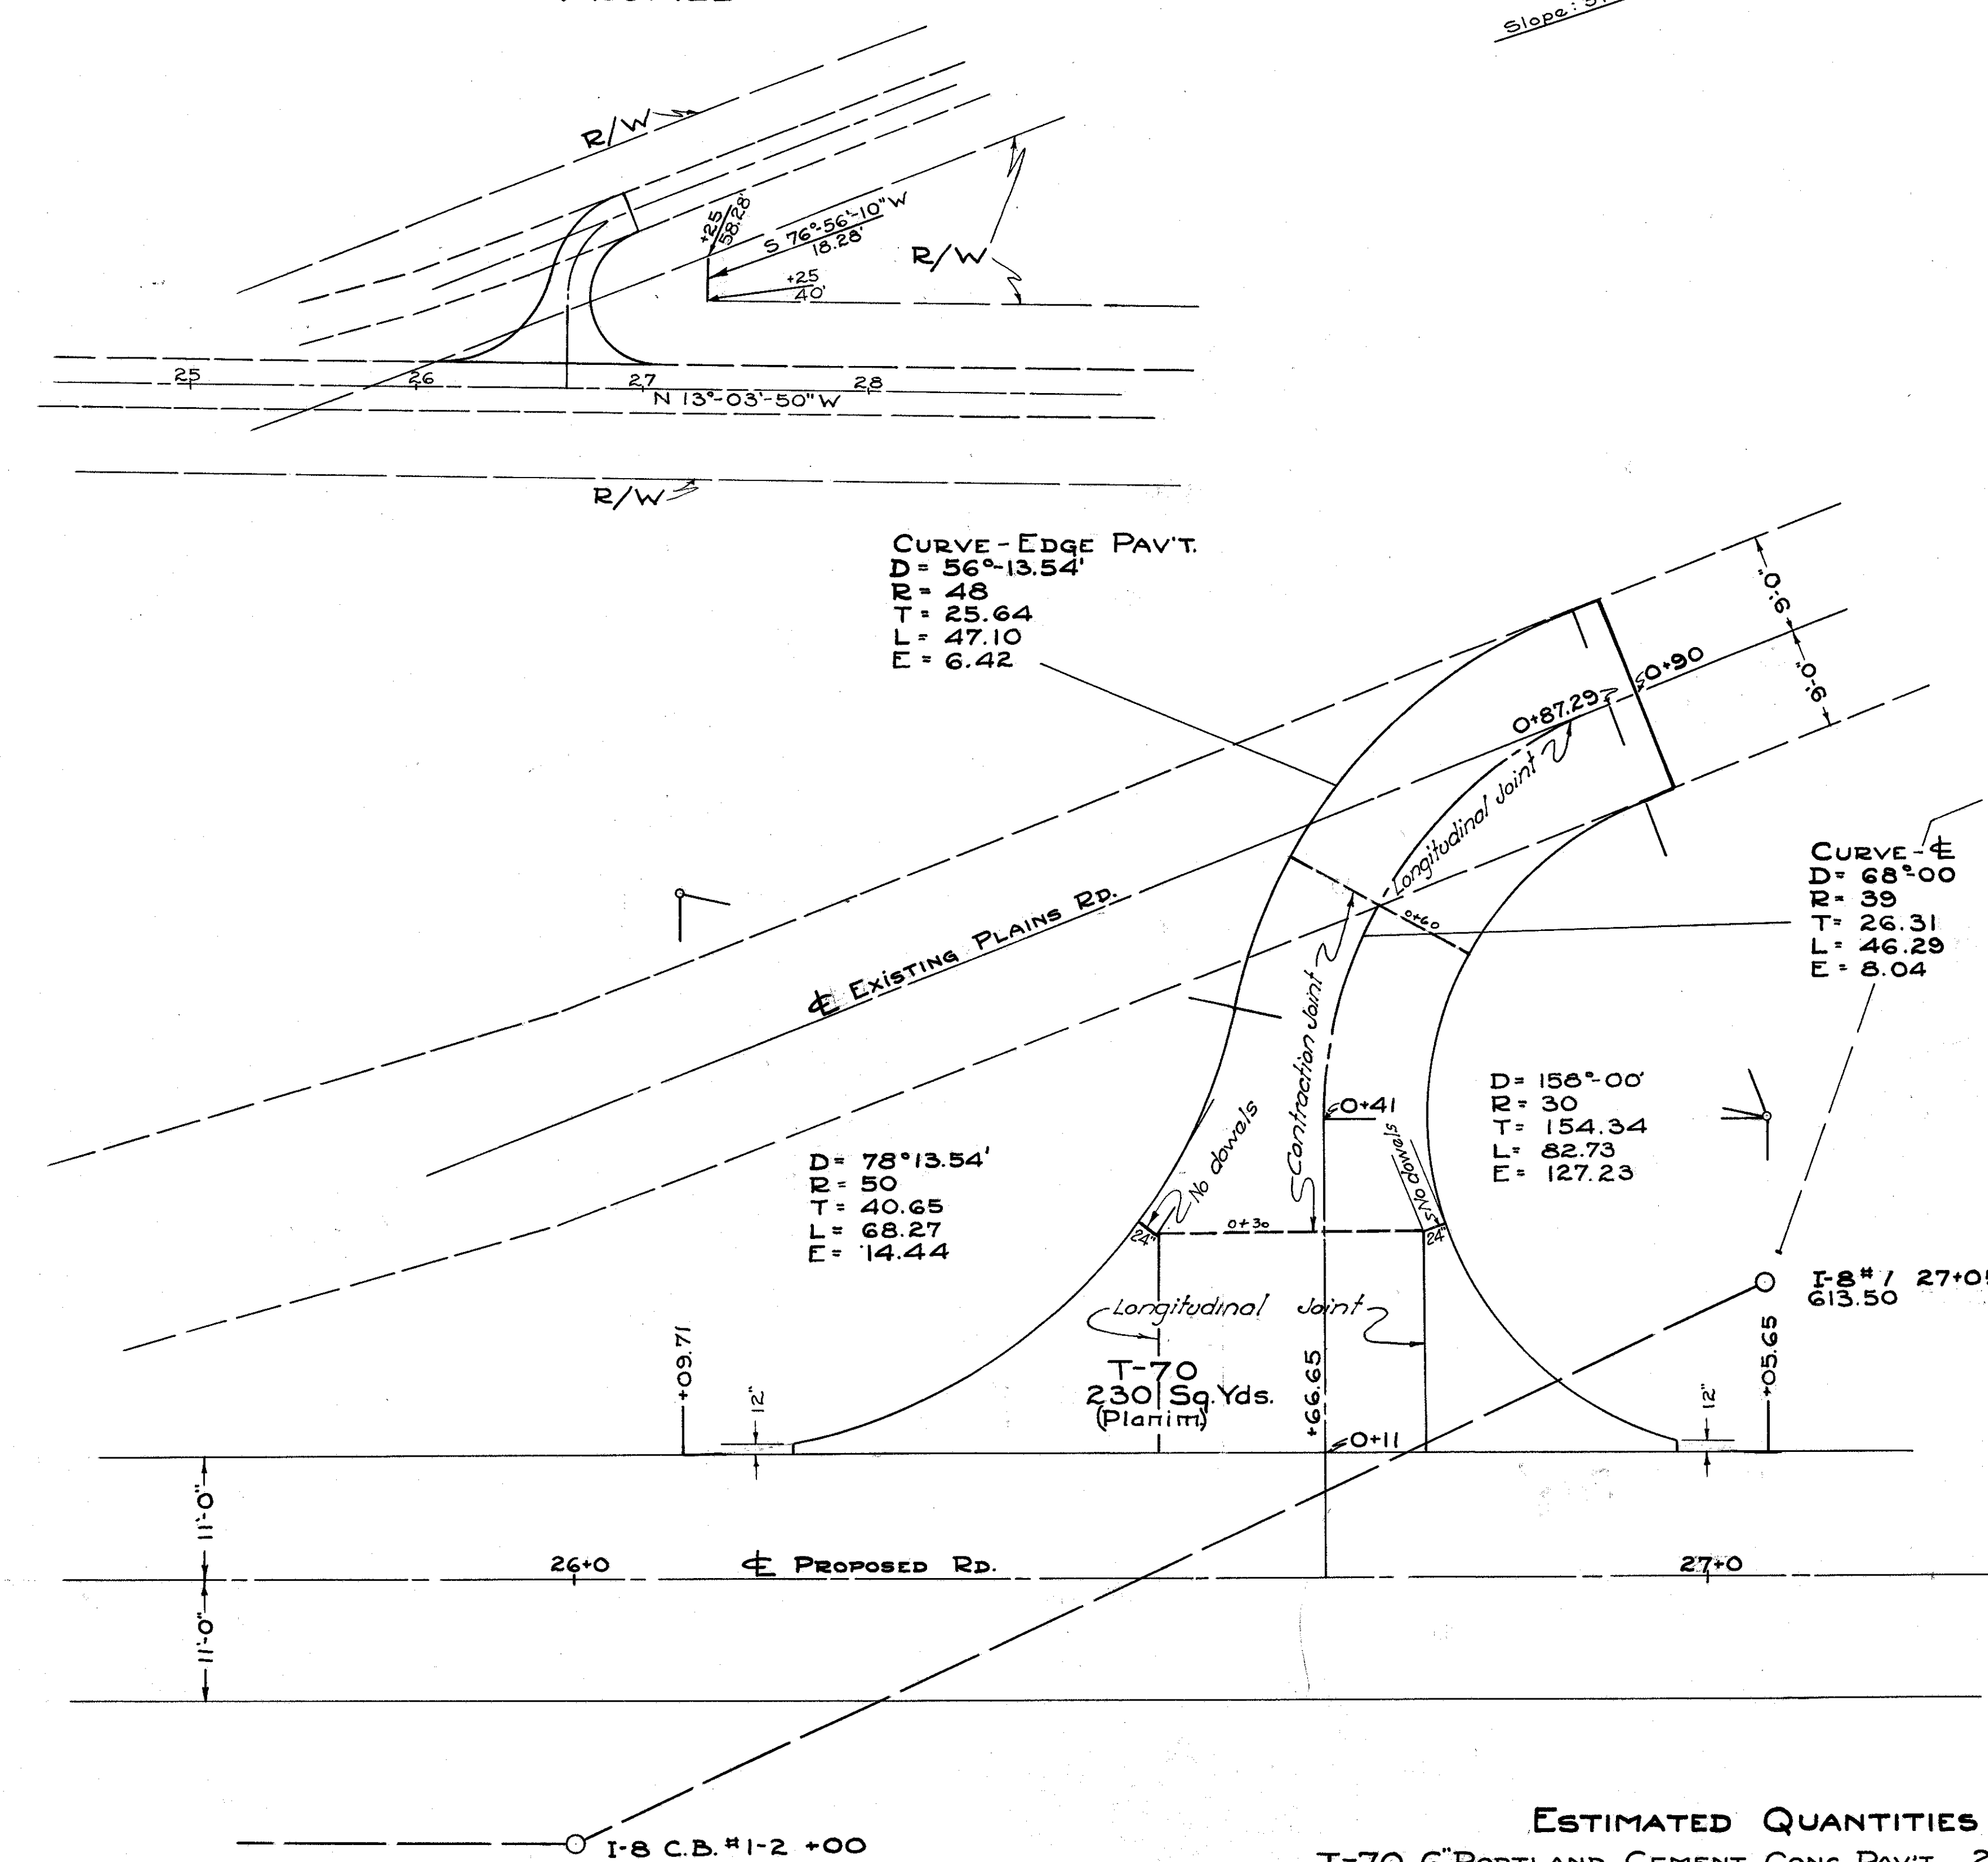 R/W
+25
58.28'
S 76°-56'-10" W
18.28'
+25
40'
R/W
25
26
27
28
N 13°-03'-50" W
R/W
CURVE - EDGE PAV'T.
D = 56°-13.54'
R = 48
T = 25.64
L = 47.10
E = 6.42
9'-0"
9'-0"
0+90
0+87.29
Longitudinal Joint
CURVE - ℄
D = 68°-00
R = 39
T = 26.31
L = 46.29
E = 8.04
0+60
℄ EXISTING PLAINS RD.
Contraction Joint
0+41
No dowels
No dowels
D = 158°-00'
R = 30
T = 154.34
L = 82.73
E = 127.23
D = 78°13.54'
R = 50
T = 40.65
L = 68.27
E = 14.44
24"
0+30
24"
I-8 #1
613.50
Longitudinal Joint
+09.71
12"
T-70
230 Sq. Yds.
(Planim)
+66.65
0+11
+05.65
12"
11'-0"
26+0
℄ PROPOSED RD.
27+0
11'-0"
I-8 C.B. #1-2 +00
ESTIMATED QUANTITIES